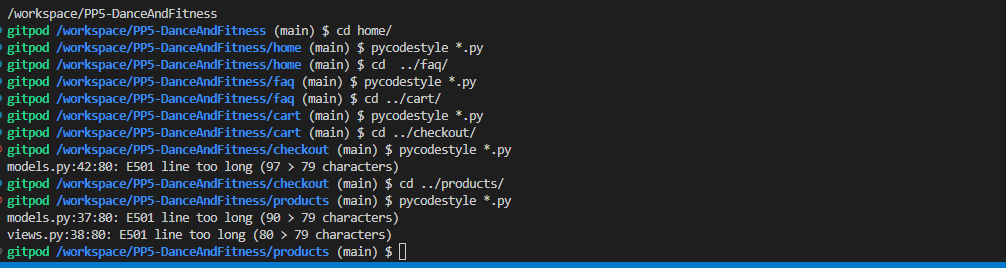 /workspace/PP5-DanceAndFitness
gitpod /workspace/PP5-DanceAndFitness (main) $ cd home/
gitpod /workspace/PP5-DanceAndFitness/home (main) $ pycodestyle *.py
gitpod /workspace/PP5-DanceAndFitness/home (main) $ cd  ../faq/
gitpod /workspace/PP5-DanceAndFitness/faq (main) $ pycodestyle *.py
gitpod /workspace/PP5-DanceAndFitness/faq (main) $ cd ../cart/
gitpod /workspace/PP5-DanceAndFitness/cart (main) $ pycodestyle *.py
gitpod /workspace/PP5-DanceAndFitness/cart (main) $ cd ../checkout/
gitpod /workspace/PP5-DanceAndFitness/checkout (main) $ pycodestyle *.py
models.py:42:80: E501 line too long (97 > 79 characters)
gitpod /workspace/PP5-DanceAndFitness/checkout (main) $ cd ../products/
gitpod /workspace/PP5-DanceAndFitness/products (main) $ pycodestyle *.py
models.py:37:80: E501 line too long (90 > 79 characters)
views.py:38:80: E501 line too long (80 > 79 characters)
gitpod /workspace/PP5-DanceAndFitness/products (main) $